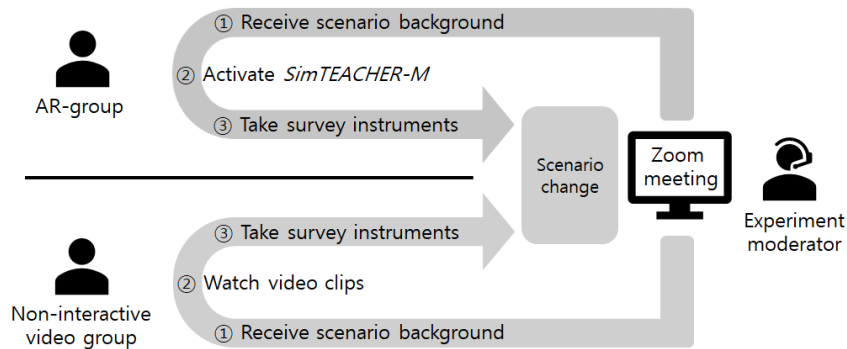 ① Receive scenario background
② Activate SimTEACHER-M
AR-group
③ Take survey instruments
Scenario
change
Zoom
meeting
Experiment
moderator
③ Take survey instruments
② Watch video clips
Non-interactive
video group
① Receive scenario background